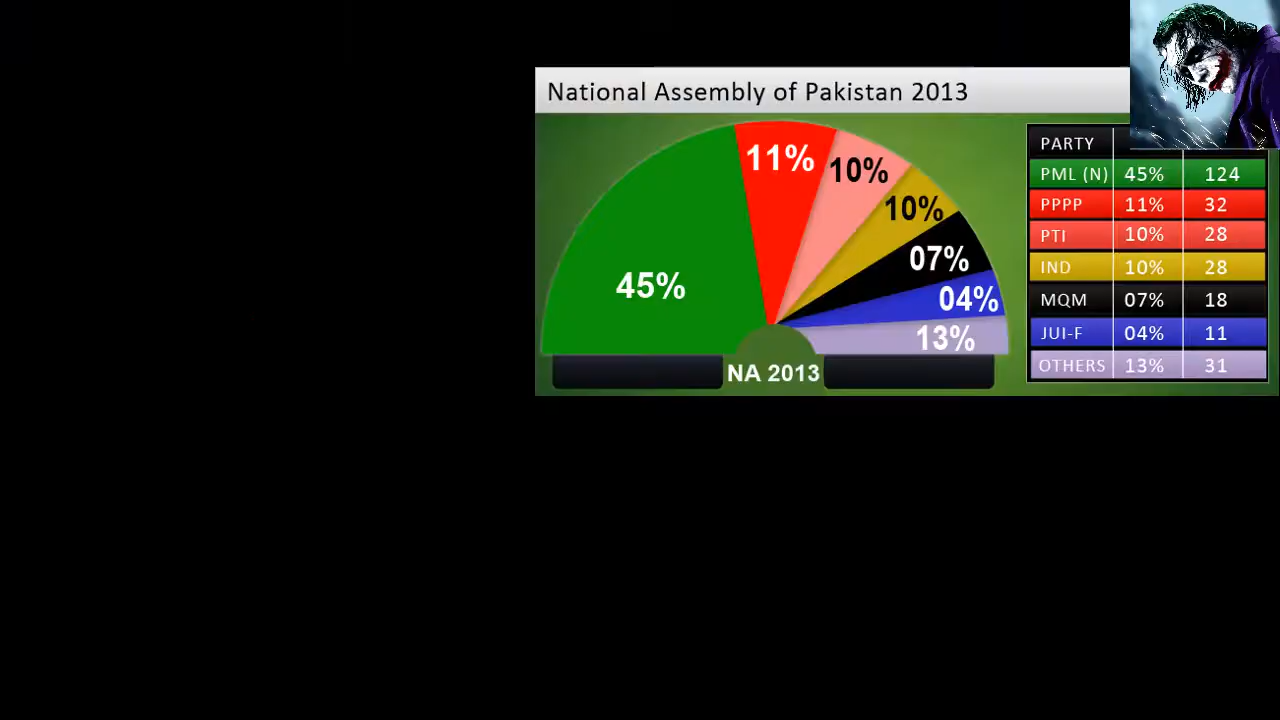 National Assembly of Pakistan 2013
45%
11%
10%
10%
07%
04%
13%
NA 2013
PARTY
PML (N) 45% 124
PPPP 11% 32
PTI 10% 28
IND 10% 28
MQM 07% 18
JUI-F 04% 11
OTHERS 13% 31